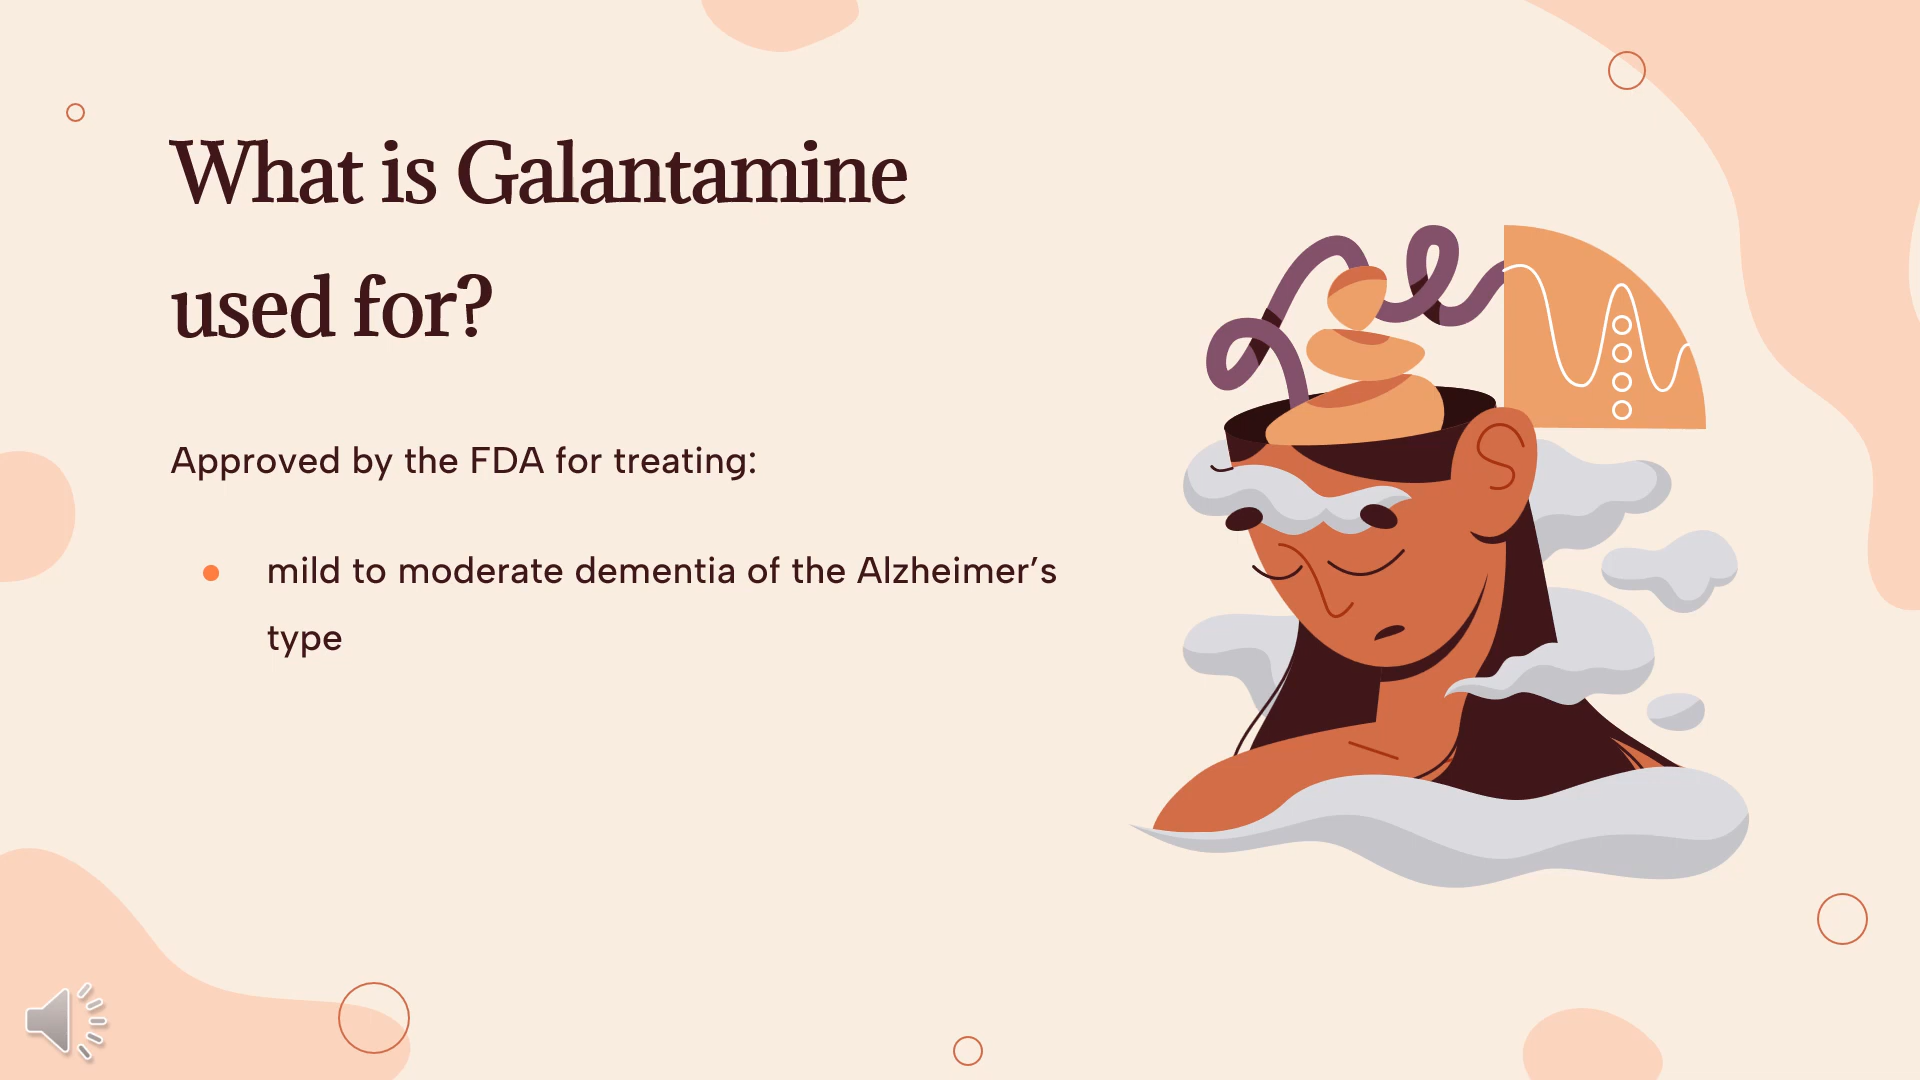 What is Galantamine
used for?
Approved by the FDA for treating:
mild to moderate dementia of the Alzheimer’s
type